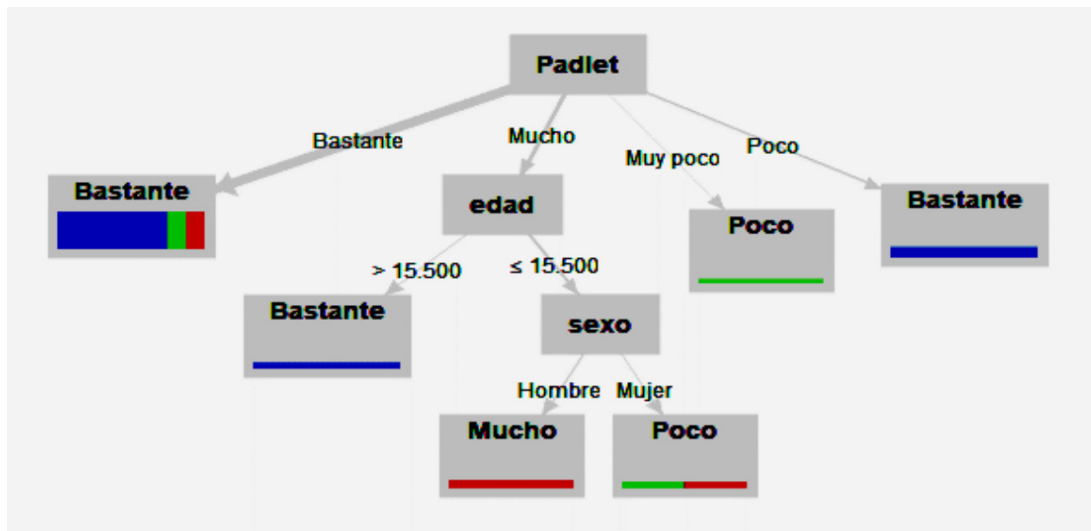 Padlet
Bastante
Mucho
Muy poco
Poco
Bastante
edad
Poco
Bastante
> 15.500
≤ 15.500
Bastante
sexo
Hombre
Mujer
Mucho
Poco